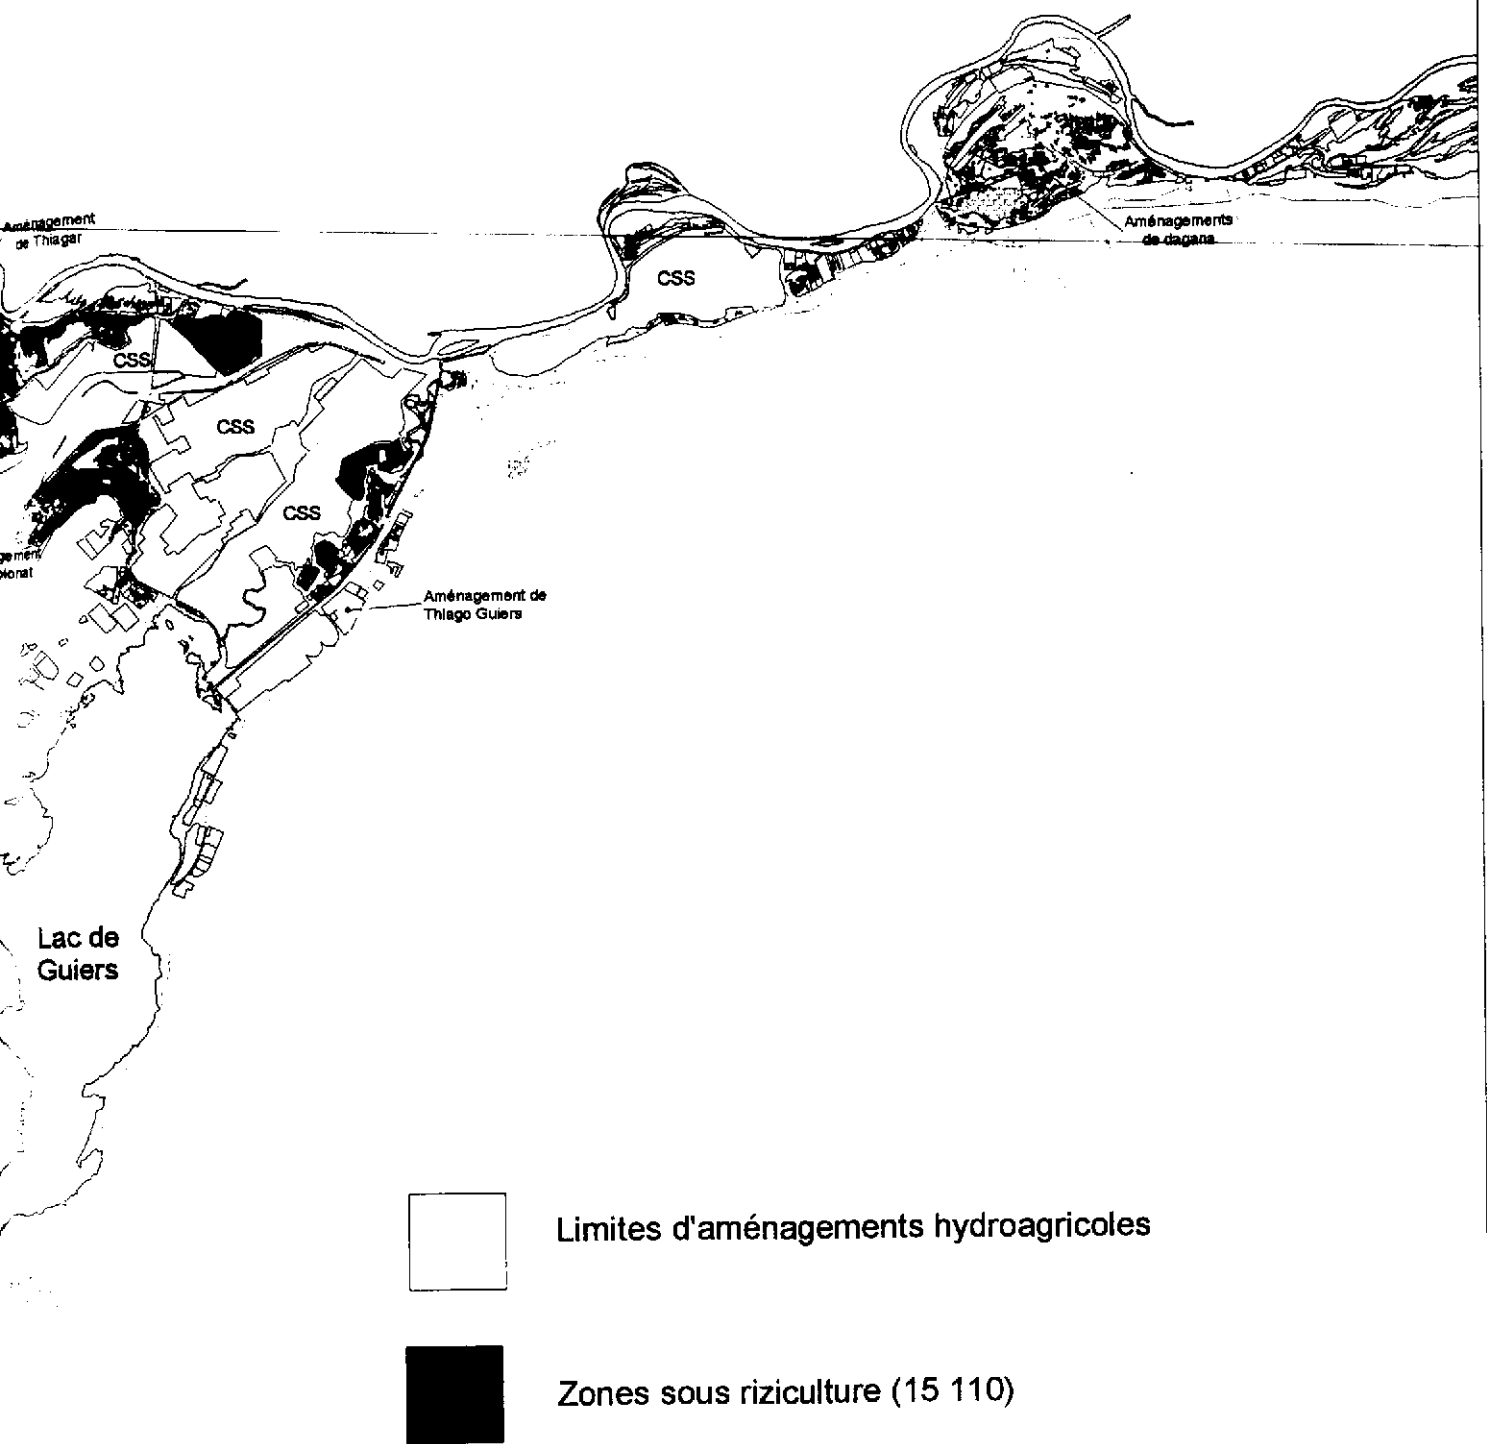 Aménagement
de Thiagar
Aménagements
de dagana
CSS
CSS
CSS
CSS
Aménagement de
Thiago Guiers
Lac de
Guiers
Limites d'aménagements hydroagricoles
Zones sous riziculture (15 110)